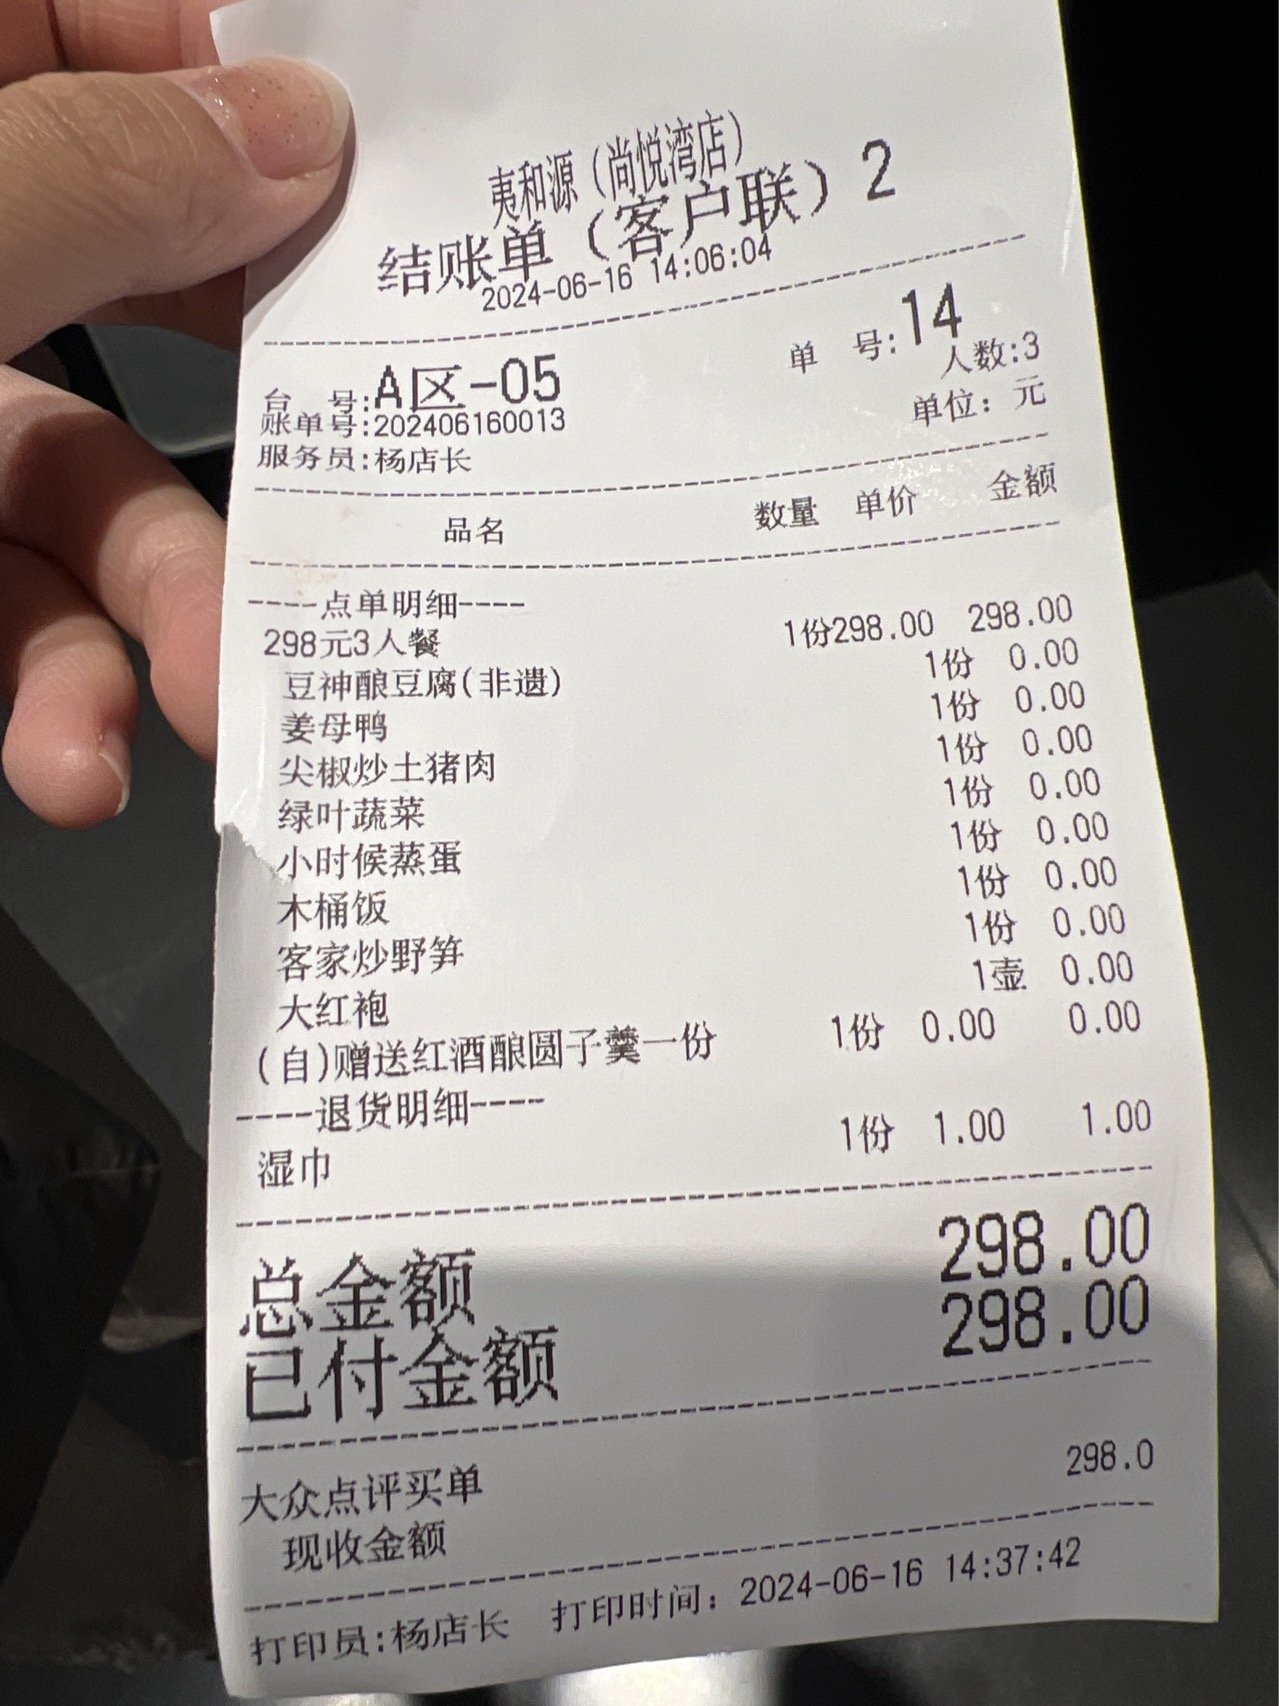 夷和源（尚悦湾店）
结账单（客户联）2
2024-06-16 14:06:04
台 号:A区-05 单 号:14
账单号:202406160013 人数:3
服务员:杨店长 单位：元
品名 数量 单价 金额
----点单明细----
298元3人餐 1份298.00 298.00
豆神酿豆腐(非遗) 1份 0.00
姜母鸭 1份 0.00
尖椒炒土猪肉 1份 0.00
绿叶蔬菜 1份 0.00
小时候蒸蛋 1份 0.00
木桶饭 1份 0.00
客家炒野笋 1份 0.00
大红袍 1壶 0.00
(自)赠送红酒酿圆子羹一份 1份 0.00 0.00
----退货明细----
湿巾 1份 1.00 1.00
总金额 298.00
已付金额 298.00
大众点评买单 298.0
现收金额
打印员:杨店长 打印时间：2024-06-16 14:37:42